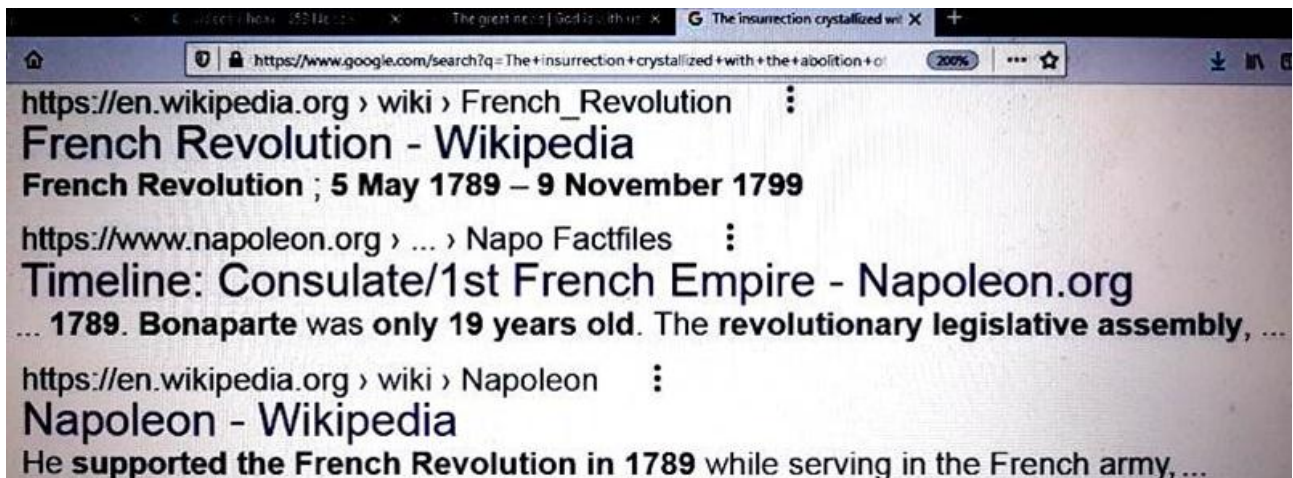 The great need | God is with us
G The insurrection crystallized wit
https://www.google.com/search?q=The+insurrection+crystallized+with+the+abolition+o
200%
https://en.wikipedia.org › wiki › French_Revolution
French Revolution - Wikipedia
French Revolution ; 5 May 1789 – 9 November 1799
https://www.napoleon.org › ... › Napo Factfiles
Timeline: Consulate/1st French Empire - Napoleon.org
... 1789. Bonaparte was only 19 years old. The revolutionary legislative assembly, ...
https://en.wikipedia.org › wiki › Napoleon
Napoleon - Wikipedia
He supported the French Revolution in 1789 while serving in the French army, ...